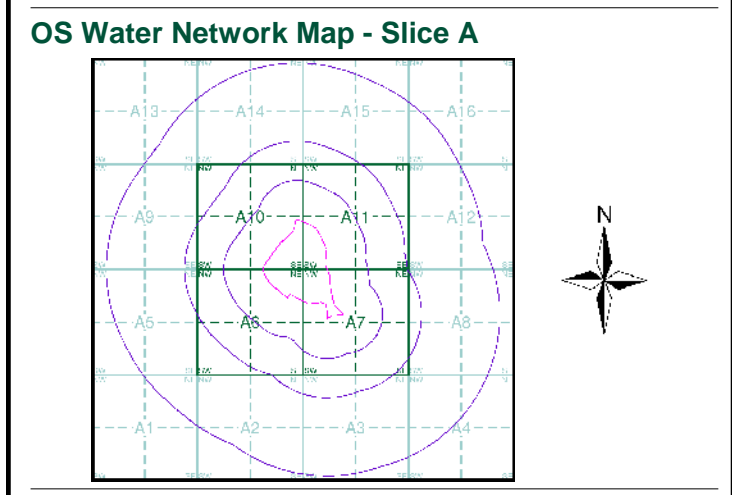 OS Water Network Map - Slice A
A13 A14 A15 A16
A9 A10 A11 A12
N
A5 A6 A7 A8
A1 A2 A3 A4